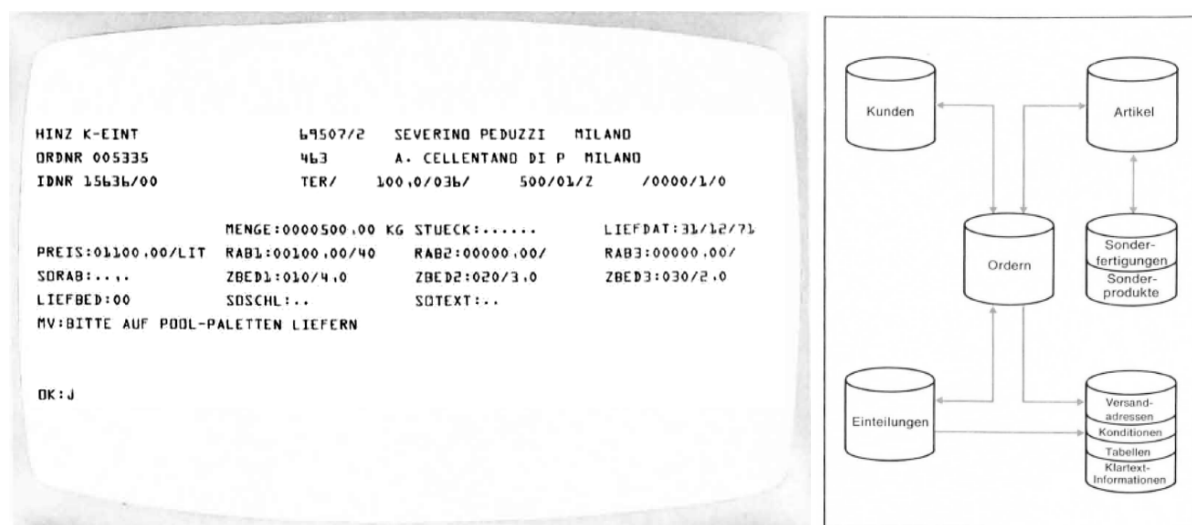 HINZ K-EINT 69507/2 SEVERINO PEDUZZI MILANO
ORDNR 005335 463 A. CELLENTANO DI P MILANO
IDNR 15636/00 TER/ 100,0/036/ 500/01/Z /0000/1/0
MENGE:0000500,00 KG STUECK:...... LIEFDAT:31/12/71
PREIS:01100,00/LIT RAB1:00100,00/40 RAB2:00000,00/ RAB3:00000,00/
SORAB:..,. ZBED1:010/4,0 ZBED2:020/3,0 ZBED3:030/2,0
LIEFBED:00 SOSCHL:.. SOTEXT:..
MV:BITTE AUF POOL-PALETTEN LIEFERN
OK:J
Kunden
Artikel
Ordern
Sonder-
fertigungen
Sonder-
produkte
Einteilungen
Versand-
adressen
Konditionen
Tabellen
Klartext-
Informationen